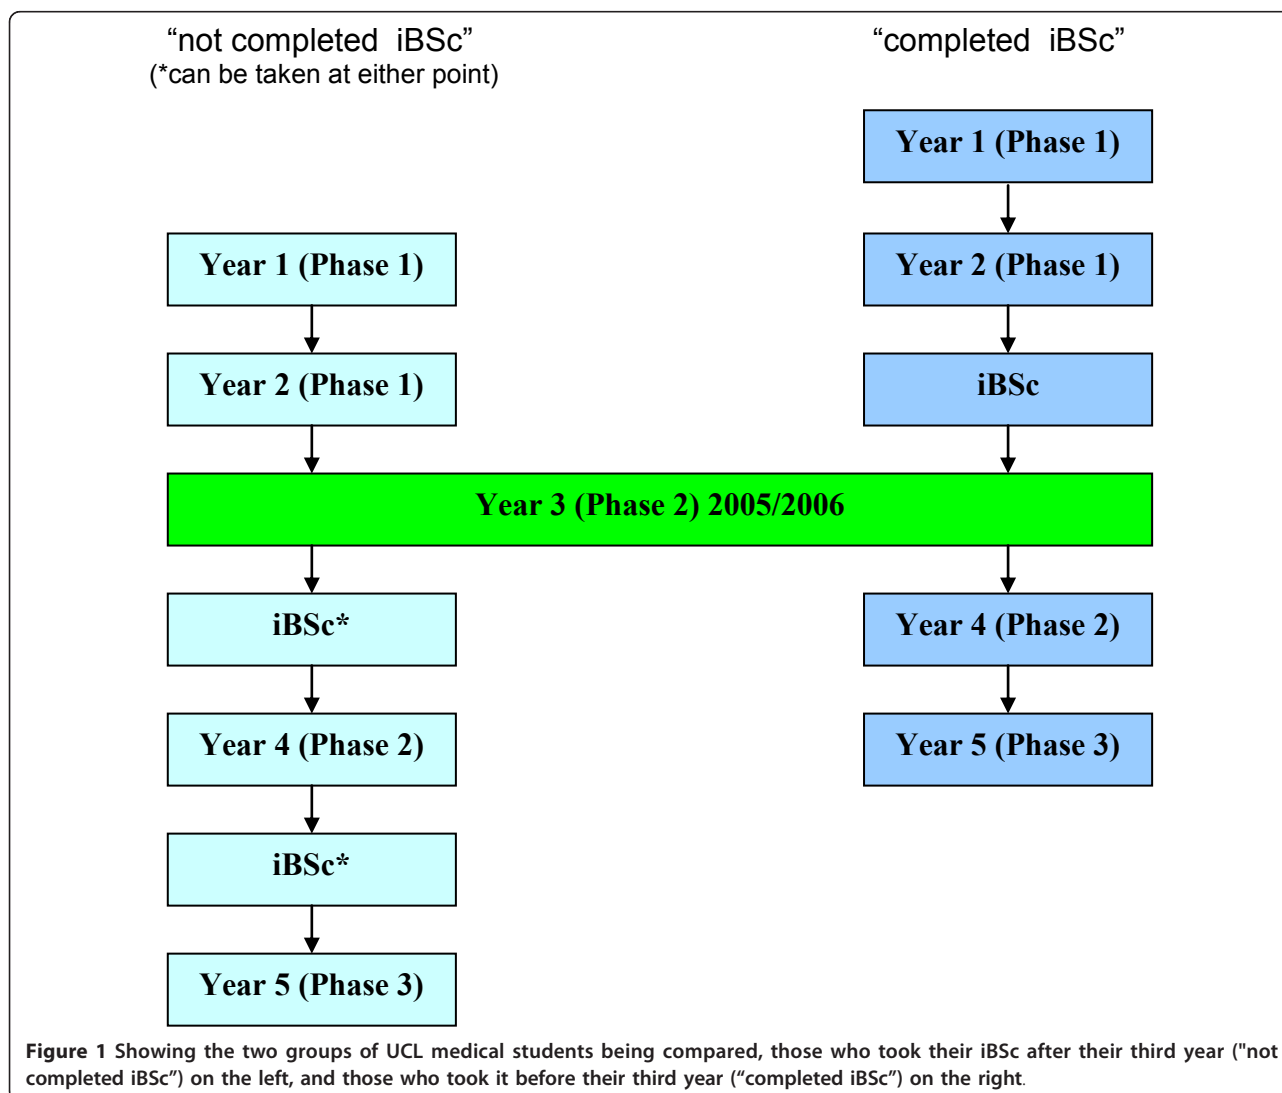 “not completed iBSc”
(*can be taken at either point)
Year 1 (Phase 1)
Year 2 (Phase 1)
“completed iBSc”
Year 1 (Phase 1)
Year 2 (Phase 1)
iBSc
Year 3 (Phase 2) 2005/2006
iBSc*
Year 4 (Phase 2)
iBSc*
Year 5 (Phase 3)
Year 4 (Phase 2)
Year 5 (Phase 3)
Figure 1 Showing the two groups of UCL medical students being compared, those who took their iBSc after their third year ("not
completed iBSc”) on the left, and those who took it before their third year (“completed iBSc”) on the right.